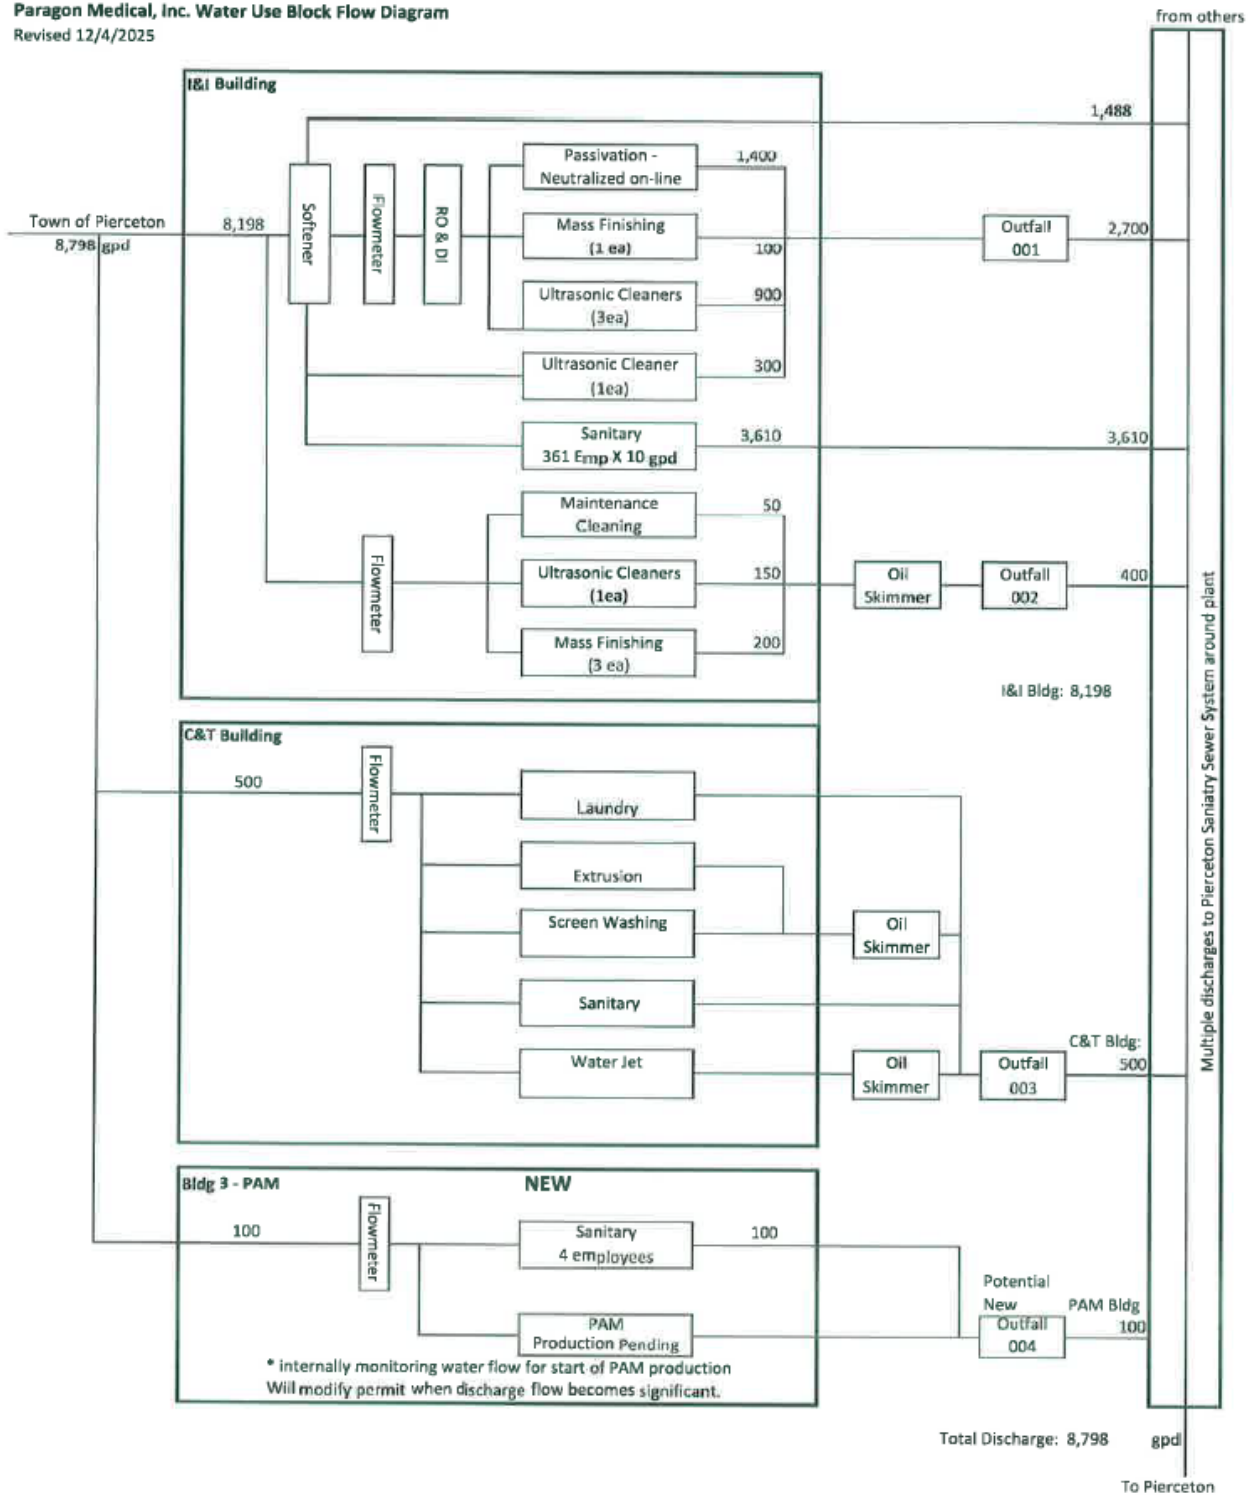 Paragon Medical, Inc. Water Use Block Flow Diagram
Revised 12/4/2025
from others
I&I Building
1,488
Passivation -
Neutralized on-line
1,400
Town of Pierceton
8,798 gpd
8,198
Softener
Flowmeter
RO & DI
Mass Finishing
(1 ea)
100
Outfall
001
2,700
Ultrasonic Cleaners
(3ea)
900
Ultrasonic Cleaner
(1ea)
300
Sanitary
361 Emp X 10 gpd
3,610
3,610
Maintenance
Cleaning
50
Flowmeter
Ultrasonic Cleaners
(1ea)
150
Oil
Skimmer
Outfall
002
400
Mass Finishing
(3 ea)
200
I&I Bldg: 8,198
Multiple discharges to Pierceton Saniatry Sewer System around plant
C&T Building
500
Flowmeter
Laundry
Extrusion
Screen Washing
Oil
Skimmer
Sanitary
Water Jet
Oil
Skimmer
Outfall
003
C&T Bldg:
500
Bldg 3 - PAM
NEW
100
Flowmeter
Sanitary
4 employees
100
Potential
New
Outfall
004
PAM Bldg
100
PAM
Production Pending
* internally monitoring water flow for start of PAM production
Will modify permit when discharge flow becomes significant.
Total Discharge: 8,798 gpd
To Pierceton